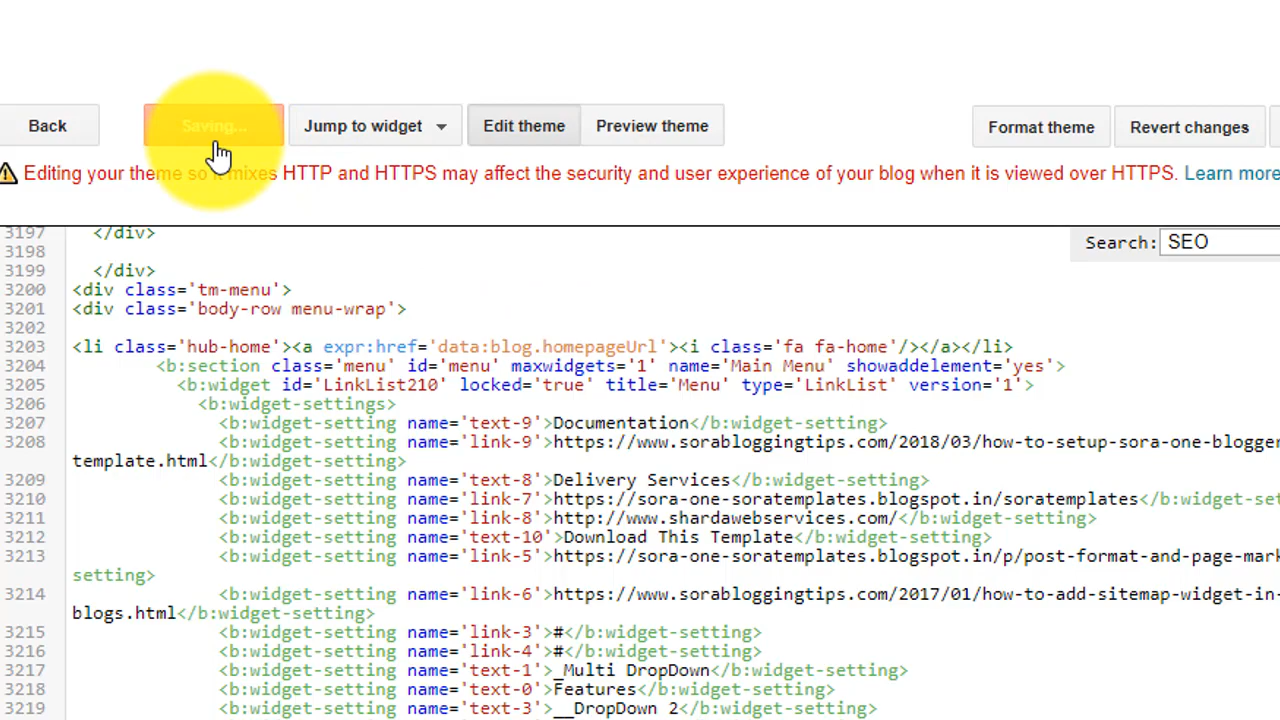 Back Saving... Jump to widget Edit theme Preview theme Format theme Revert changes
Editing your theme so it mixes HTTP and HTTPS may affect the security and user experience of your blog when it is viewed over HTTPS. Learn more
Search: SEO
3197 </div>
3198
3199 </div>
3200 <div class='tm-menu'>
3201 <div class='body-row menu-wrap'>
3202
3203 <li class='hub-home'><a expr:href='data:blog.homepageUrl'><i class='fa fa-home'/></a></li>
3204 <b:section class='menu' id='menu' maxwidgets='1' name='Main Menu' showaddelement='yes'>
3205 <b:widget id='LinkList210' locked='true' title='Menu' type='LinkList' version='1'>
3206 <b:widget-settings>
3207 <b:widget-setting name='text-9'>Documentation</b:widget-setting>
3208 <b:widget-setting name='link-9'>https://www.sorabloggingtips.com/2018/03/how-to-setup-sora-one-blogger
template.html</b:widget-setting>
3209 <b:widget-setting name='text-8'>Delivery Services</b:widget-setting>
3210 <b:widget-setting name='link-7'>https://sora-one-soratemplates.blogspot.in/soratemplates</b:widget-set
3211 <b:widget-setting name='link-8'>http://www.shardawebservices.com/</b:widget-setting>
3212 <b:widget-setting name='text-10'>Download This Template</b:widget-setting>
3213 <b:widget-setting name='link-5'>https://sora-one-soratemplates.blogspot.in/p/post-format-and-page-mark
setting>
3214 <b:widget-setting name='link-6'>https://www.sorabloggingtips.com/2017/01/how-to-add-sitemap-widget-in-
blogs.html</b:widget-setting>
3215 <b:widget-setting name='link-3'>#</b:widget-setting>
3216 <b:widget-setting name='link-4'>#</b:widget-setting>
3217 <b:widget-setting name='text-1'>_Multi DropDown</b:widget-setting>
3218 <b:widget-setting name='text-0'>Features</b:widget-setting>
3219 <b:widget-setting name='text-3'>__DropDown 2</b:widget-setting>